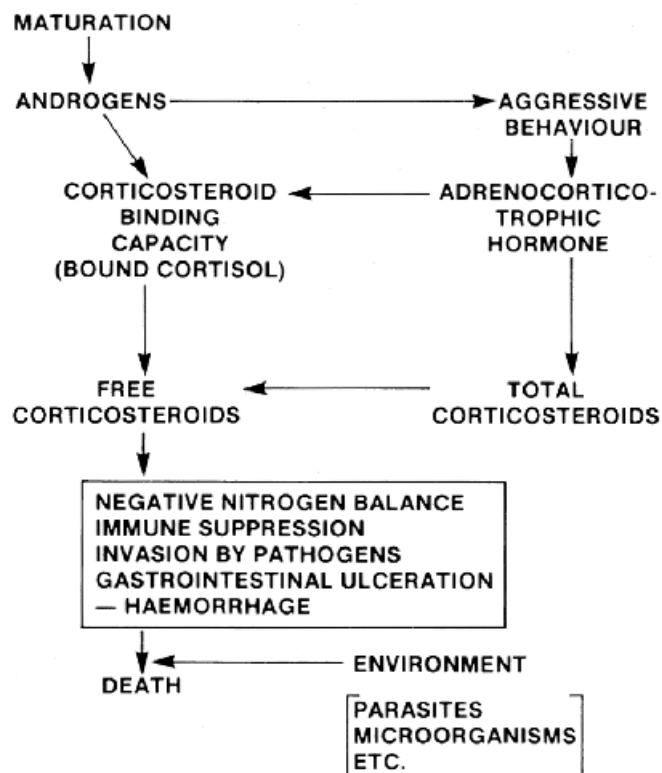 MATURATION
ANDROGENS
AGGRESSIVE
BEHAVIOUR
CORTICOSTEROID
BINDING
CAPACITY
(BOUND CORTISOL)
ADRENOCORTICO-
TROPHIC
HORMONE
FREE
CORTICOSTEROIDS
TOTAL
CORTICOSTEROIDS
NEGATIVE NITROGEN BALANCE
IMMUNE SUPPRESSION
INVASION BY PATHOGENS
GASTROINTESTINAL ULCERATION
— HAEMORRHAGE
DEATH
ENVIRONMENT
PARASITES
MICROORGANISMS
ETC.